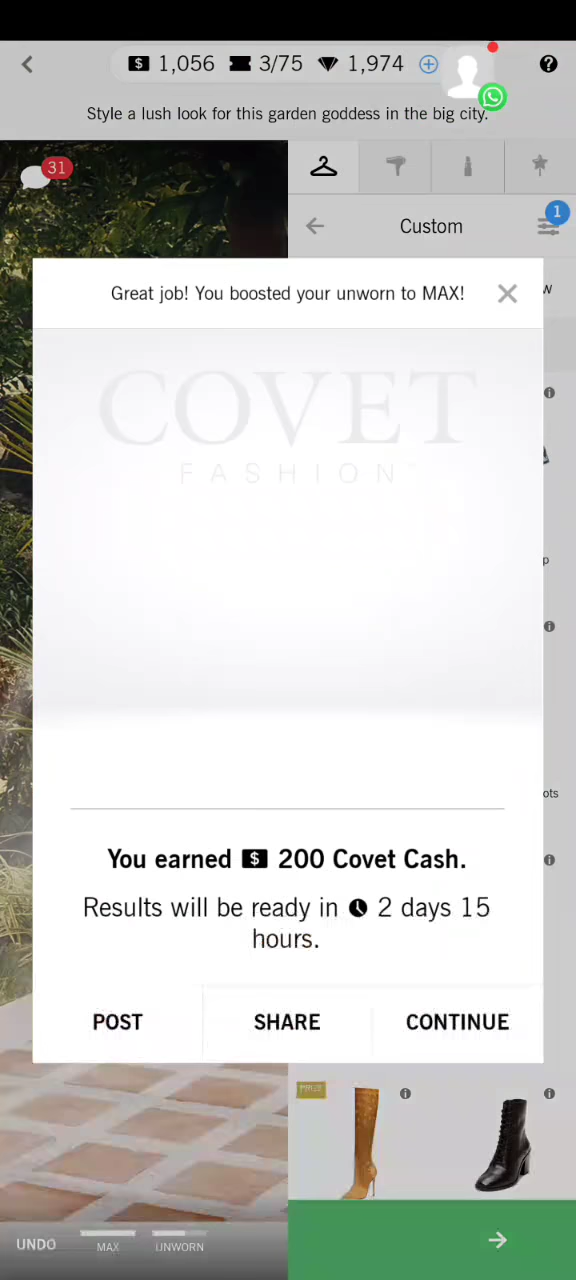 1,056 3/75 1,974
Style a lush look for this garden goddess in the big city.
31
1
Custom
w
Great job! You boosted your unworn to MAX!
COVET
FASHION
p
ots
You earned $ 200 Covet Cash.
Results will be ready in 2 days 15
hours.
POST SHARE CONTINUE
PRIZE
UNDO MAX UNWORN